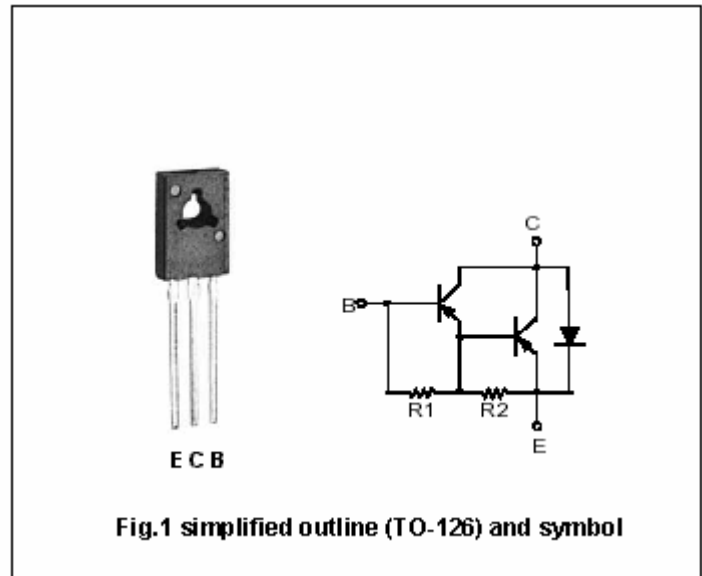 C
B
R1 R2
E
E C B
Fig.1 simplified outline (TO-126) and symbol